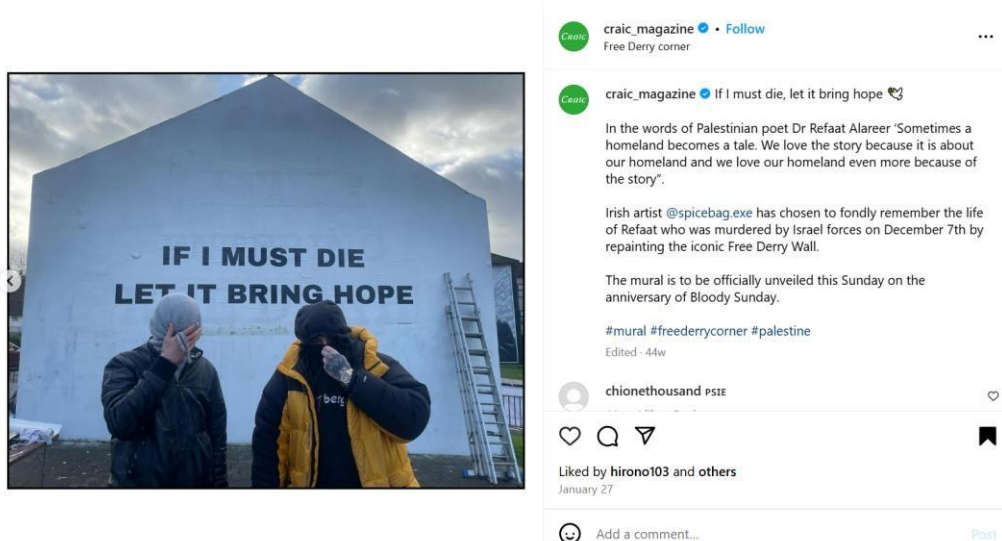 IF I MUST DIE
LET IT BRING HOPE
berg
Craic
craic_magazine • Follow
Free Derry corner
Craic
craic_magazine If I must die, let it bring hope
In the words of Palestinian poet Dr Refaat Alareer ‘Sometimes a
homeland becomes a tale. We love the story because it is about
our homeland and we love our homeland even more because of
the story”.
Irish artist @spicebag.exe has chosen to fondly remember the life
of Refaat who was murdered by Israel forces on December 7th by
repainting the iconic Free Derry Wall.
The mural is to be officially unveiled this Sunday on the
anniversary of Bloody Sunday.
#mural #freederrycorner #palestine
Edited · 44w
chionethousand PSIE
Liked by hirono103 and others
January 27
Add a comment...
Post